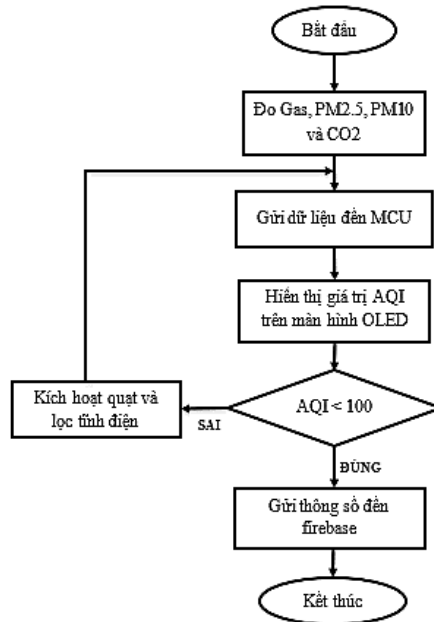 Bắt đầu
Đo Gas, PM2.5, PM10
và CO2
Gửi dữ liệu đến MCU
Hiển thị giá trị AQI
trên màn hình OLED
Kích hoạt quạt và
lọc tĩnh điện
SAI
AQI < 100
ĐÚNG
Gửi thông số đến
firebase
Kết thúc